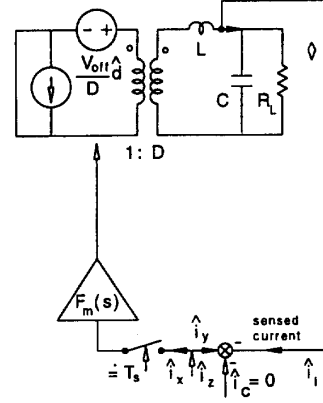 - +
V_off/D d̂
L
◊
C
R_L
1: D
F_m(s)
î_y
sensed
current
- -
≐ T_s
î_x
î_z
î_c = 0
î_l